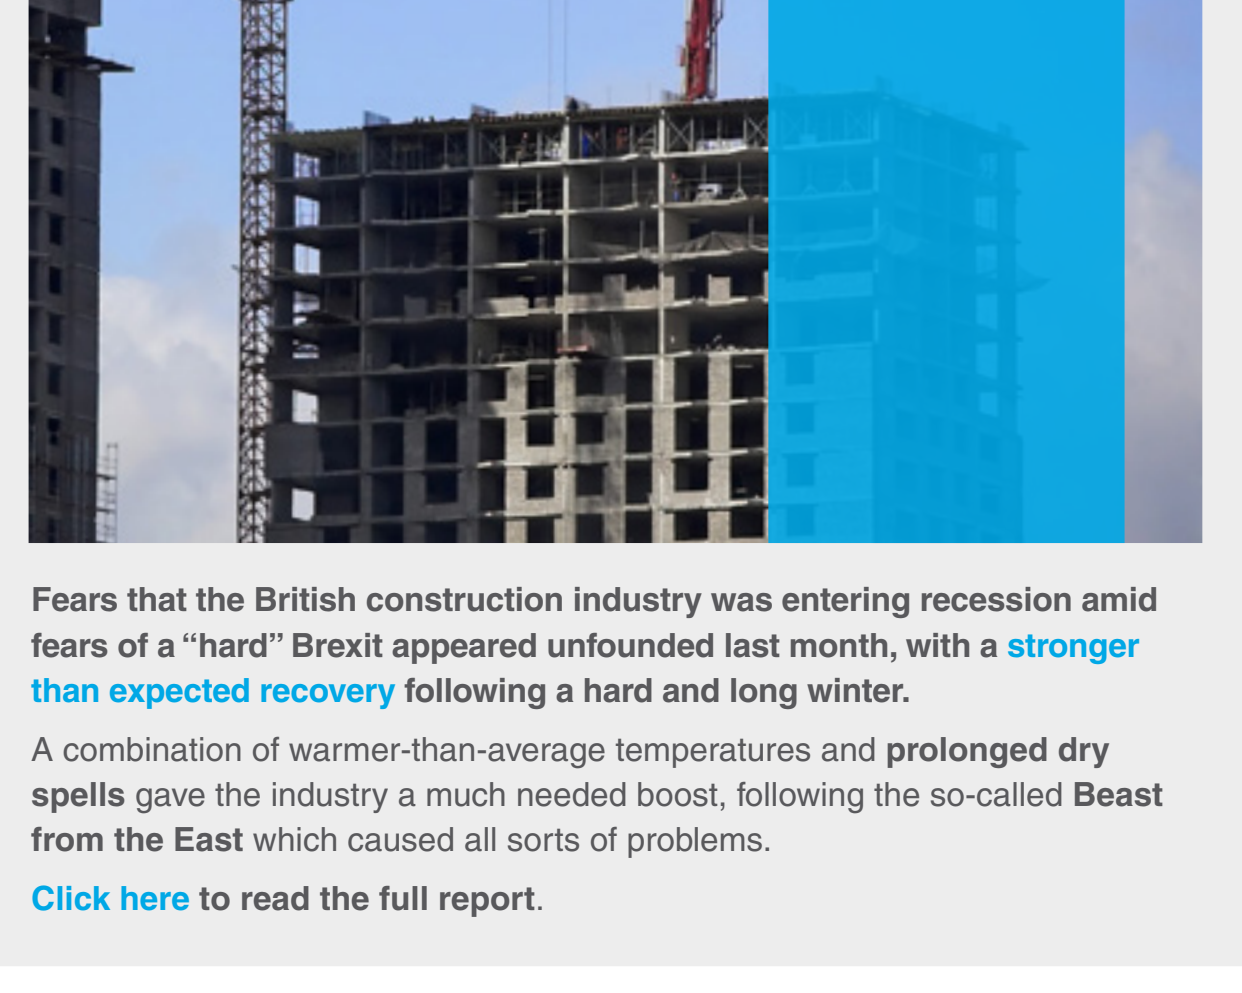 Fears that the British construction industry was entering recession amid
fears of a “hard” Brexit appeared unfounded last month, with a stronger
than expected recovery following a hard and long winter.
A combination of warmer-than-average temperatures and prolonged dry
spells gave the industry a much needed boost, following the so-called Beast
from the East which caused all sorts of problems.
Click here to read the full report.